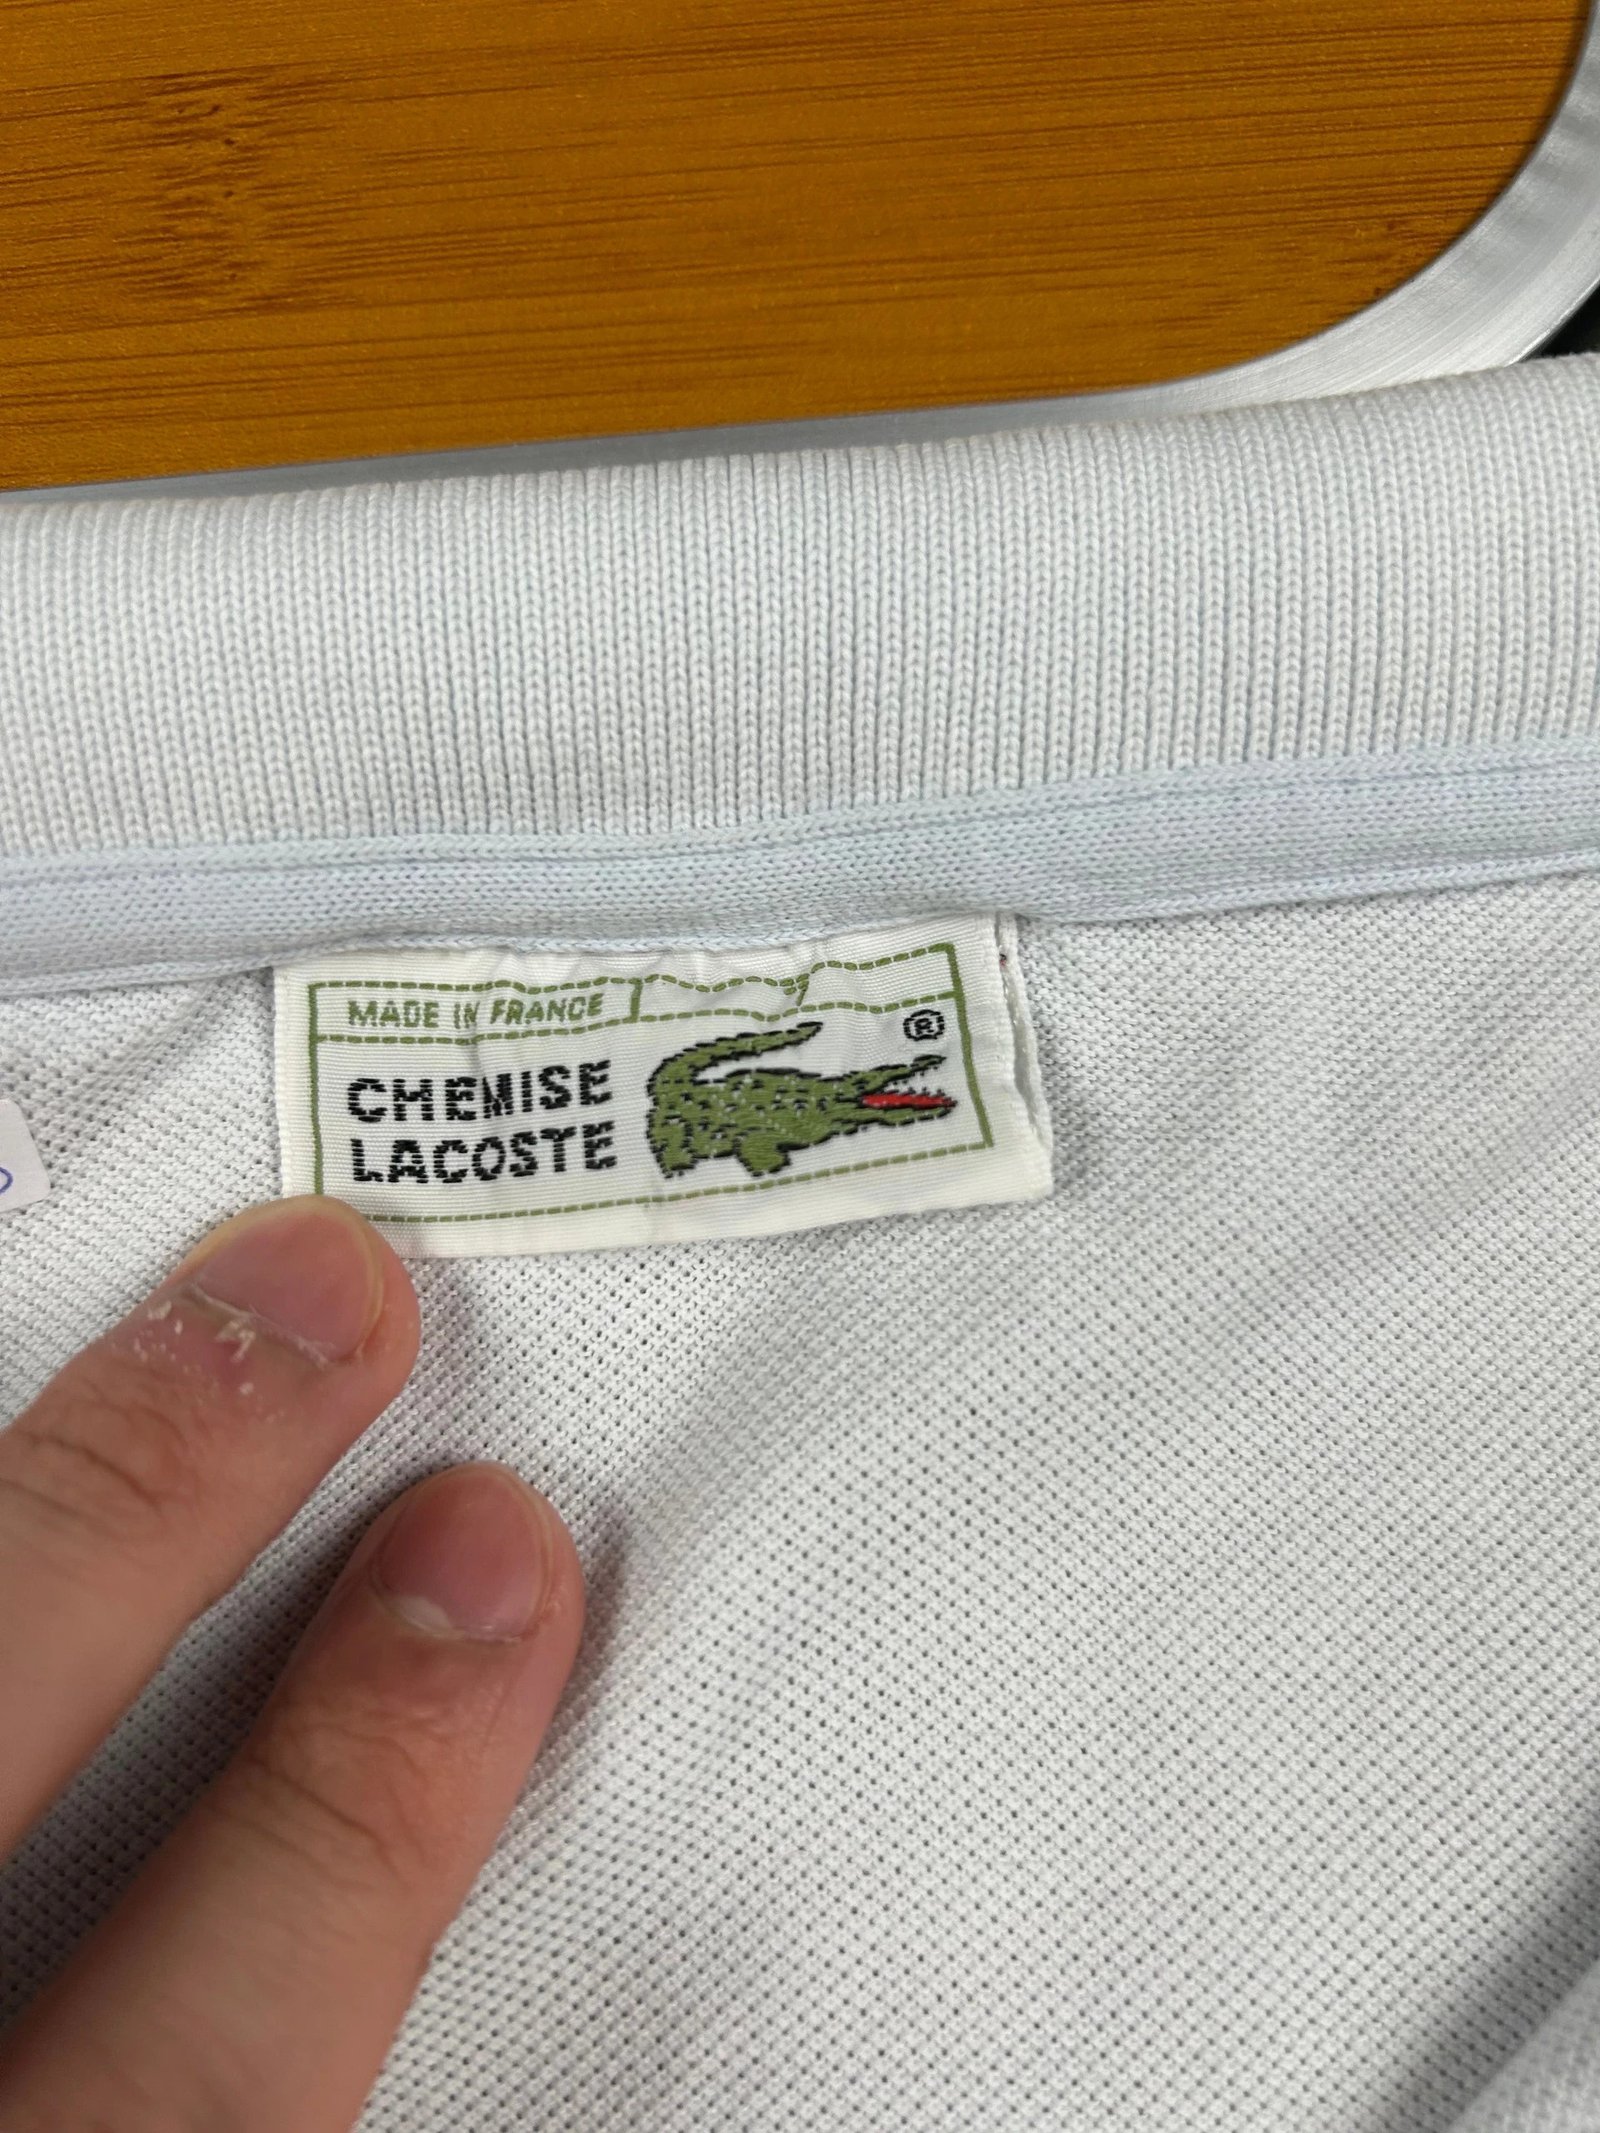 MADE IN FRANCE
CHEMISE
LACOSTE
®